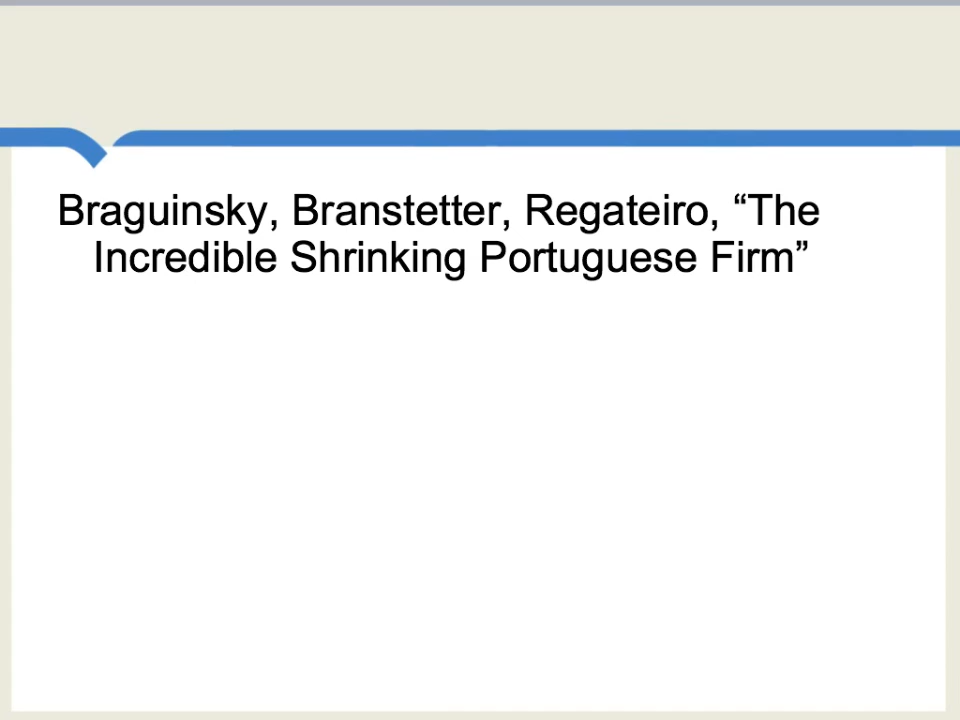 Braguinsky, Branstetter, Regateiro, “The
Incredible Shrinking Portuguese Firm”